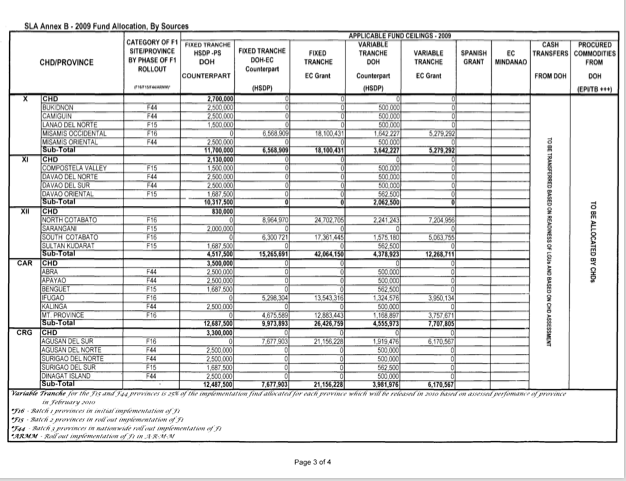 SLA Annex B - 2009 Fund Allocation, By Sources
APPLICABLE FUND CEILINGS - 2009
CHD/PROVINCE CATEGORY OF F1 SITE/PROVINCE BY PHASE OF F1 ROLLOUT FIXED TRANCHE HSDP -PS DOH COUNTERPART FIXED TRANCHE DOH-EC Counterpart (HSDP) FIXED TRANCHE EC Grant VARIABLE TRANCHE DOH Counterpart (HSDP) VARIABLE TRANCHE EC Grant SPANISH GRANT EC MINDANAO CASH TRANSFERS FROM DOH PROCURED COMMODITIES FROM DOH (EPI/TB +++)
X CHD 2,700,000 0 0 0 0
BUKIDNON F44 2,500,000 0 0 500,000 0
CAMIGUIN F44 2,500,000 0 0 500,000 0
LANAO DEL NORTE F15 1,500,000 0 0 500,000 0
MISAMIS OCCIDENTAL F16 0 6,568,909 18,100,431 1,642,227 5,279,292
MISAMIS ORIENTAL F44 2,500,000 0 0 500,000 0
Sub-Total 11,700,000 6,568,909 18,100,431 3,642,227 5,279,292
XI CHD 2,130,000 0 0 0 0
COMPOSTELA VALLEY F15 1,500,000 0 0 500,000 0
DAVAO DEL NORTE F44 2,500,000 0 0 500,000 0
DAVAO DEL SUR F44 2,500,000 0 0 500,000 0
DAVAO ORIENTAL F15 1,687,500 0 0 562,500 0
Sub-Total 10,317,500 0 0 2,062,500 0
XII CHD 830,000 0 0 0 0
NORTH COTABATO F16 0 8,964,970 24,702,705 2,241,243 7,204,956
SARANGANI F15 2,000,000 0 0 0 0
SOUTH COTABATO F16 0 6,300,721 17,361,445 1,575,180 5,063,755
SULTAN KUDARAT F15 1,687,500 0 0 562,500 0
Sub-Total 4,517,500 15,265,691 42,064,150 4,378,923 12,268,711
CAR CHD 3,500,000 0 0 0 0
ABRA F44 2,500,000 0 0 500,000 0
APAYAO F44 2,500,000 0 0 500,000 0
BENGUET F15 1,687,500 0 0 562,500 0
IFUGAO F16 0 5,298,304 13,543,316 1,324,576 3,950,134
KALINGA F44 2,500,000 0 0 500,000 0
MT. PROVINCE F16 0 4,675,589 12,883,443 1,168,897 3,757,671
Sub-Total 12,687,500 9,973,893 26,426,759 4,555,973 7,707,805
CRG CHD 3,300,000 0 0 0 0
AGUSAN DEL SUR F16 0 7,677,903 21,156,228 1,919,476 6,170,567
AGUSAN DEL NORTE F44 2,500,000 0 0 500,000 0
SURIGAO DEL NORTE F44 2,500,000 0 0 500,000 0
SURIGAO DEL SUR F15 1,687,500 0 0 562,500 0
DINAGAT ISLAND F44 2,500,000 0 0 500,000 0
Sub-Total 12,487,500 7,677,903 21,156,228 3,981,976 6,170,567
TO BE TRANSFERRED BASED ON READINESS OF LGUs AND BASED ON CHD ASSESSMENT
TO BE ALLOCATED BY CHDs
Variable Tranche for the F15 and F44 provinces is 25% of the implementation fund allocated for each province which will be released in 2010 based on assessed perfomance of province
in February 2010
*F16 - Batch 1 provinces in initial implementation of F1
*F15 - Batch 2 provinces in roll out implementation of F1
*F44 - Batch 3 provinces in nationwide roll out implementation of F1
*ARMM - Roll out implementation of F1 in A-R-M-M
Page 3 of 4